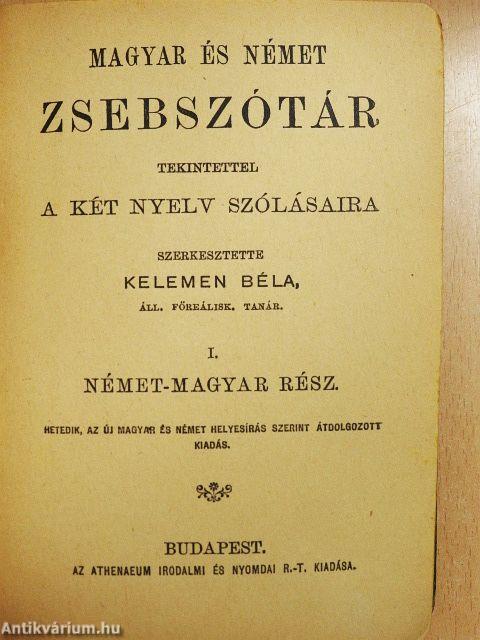 MAGYAR ÉS NÉMET
ZSEBSZÓTÁR
TEKINTETTEL
A KÉT NYELV SZÓLÁSAIRA
SZERKESZTETTE
KELEMEN BÉLA,
ÁLL. FŐREÁLISK. TANÁR.
I.
NÉMET-MAGYAR RÉSZ.
HETEDIK, AZ ÚJ MAGYAR ÉS NÉMET HELYESÍRÁS SZERINT ÁTDOLGOZOTT
KIADÁS.
BUDAPEST.
AZ ATHENAEUM IRODALMI ÉS NYOMDAI R.-T. KIADÁSA.
Antikvárium.hu